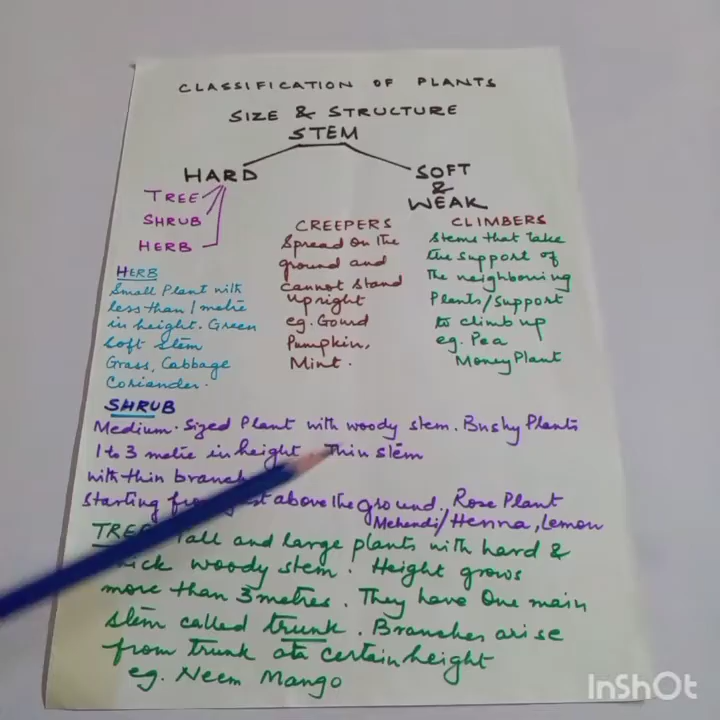 CLASSIFICATION OF PLANTS
SIZE & STRUCTURE
STEM
HARD
TREE
SHRUB
HERB
SOFT
&
WEAK
HERB
Small Plant with
less than 1 metre
in height. Green
soft stem
Grass, Cabbage
Coriander.
CREEPERS
Spread on the
ground and
cannot stand
upright
eg. Gourd
Pumpkin,
Mint.
CLIMBERS
Stems that take
the support of
the neighbouring
Plants/Support
to climb up
eg. Pea
Money Plant
SHRUB
Medium-Sized Plant with woody stem. Bushy Plants
1 to 3 metre in height. Thin stem
with thin
Starting above the ground. Rose Plant
Mehendi/Henna, Lemon
TREE Tall and large plants with hard &
thick woody stem. Height grows
more than 3 metres. They have One main
stem called trunk. Branches arise
from trunk at a certain height
eg. Neem Mango
InShOt